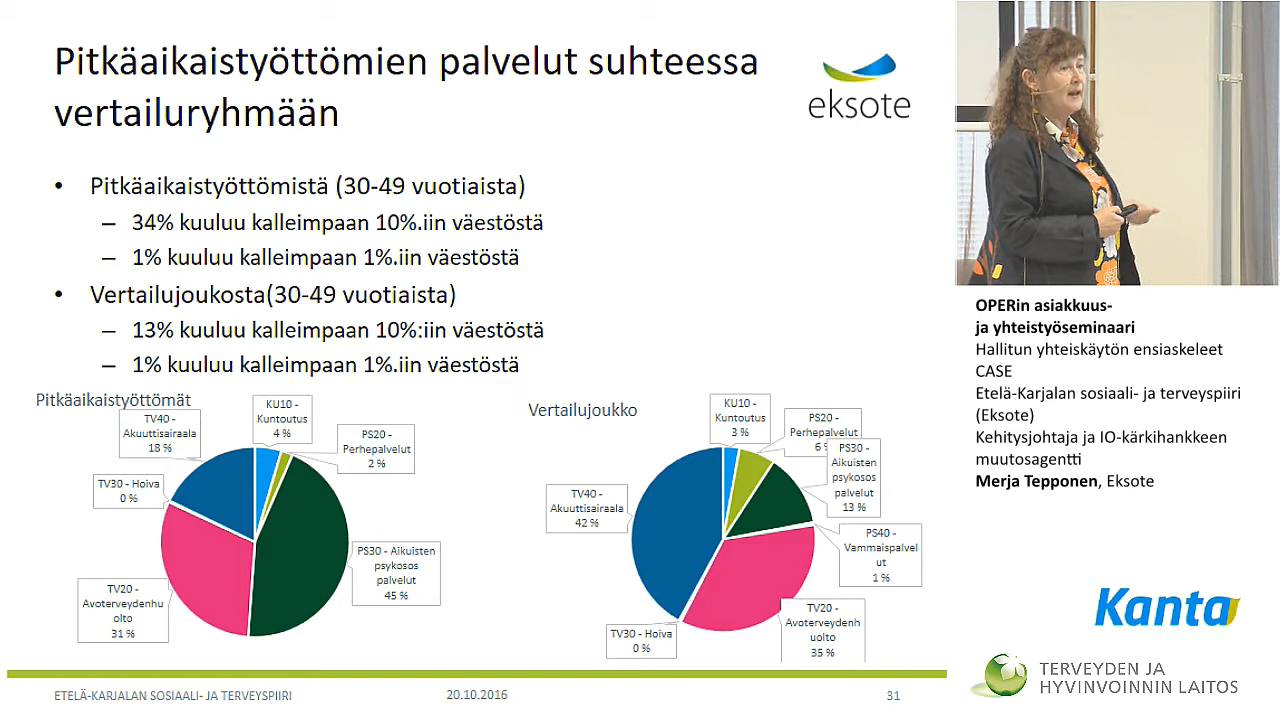 Pitkäaikaistyöttömien palvelut suhteessa
vertailuryhmään
eksote
• Pitkäaikaistyöttömistä (30-49 vuotiaista)
– 34% kuuluu kalleimpaan 10%.iin väestöstä
– 1% kuuluu kalleimpaan 1%.iin väestöstä
• Vertailujoukosta(30-49 vuotiaista)
– 13% kuuluu kalleimpaan 10%:iin väestöstä
– 1% kuuluu kalleimpaan 1%.iin väestöstä
Pitkäaikaistyöttömät
TV40 -
Akuuttisairaala
18 %
KU10 -
Kuntoutus
4 %
PS20 -
Perhepalvelut
2 %
TV30 - Hoiva
0 %
PS30 - Aikuisten
psykosos
palvelut
45 %
TV20 -
Avoterveydenhu
olto
31 %
Vertailujoukko
KU10 -
Kuntoutus
3 %
PS20 -
Perhepalvelut
6 %
PS30 -
Aikuisten
psykosos
palvelut
13 %
TV40 -
Akuuttisairaala
42 %
PS40 -
Vammaispalvel
ut
1 %
TV30 - Hoiva
0 %
TV20 -
Avoterveydenh
uolto
35 %
ETELÄ-KARJALAN SOSIAALI- JA TERVEYSPIIRI
20.10.2016
31
OPERin asiakkuus-
ja yhteistyöseminaari
Hallitun yhteiskäytön ensiaskeleet
CASE
Etelä-Karjalan sosiaali- ja terveyspiiri
(Eksote)
Kehitysjohtaja ja IO-kärkihankkeen
muutosagentti
Merja Tepponen, Eksote
Kanta
TERVEYDEN JA
HYVINVOINNIN LAITOS